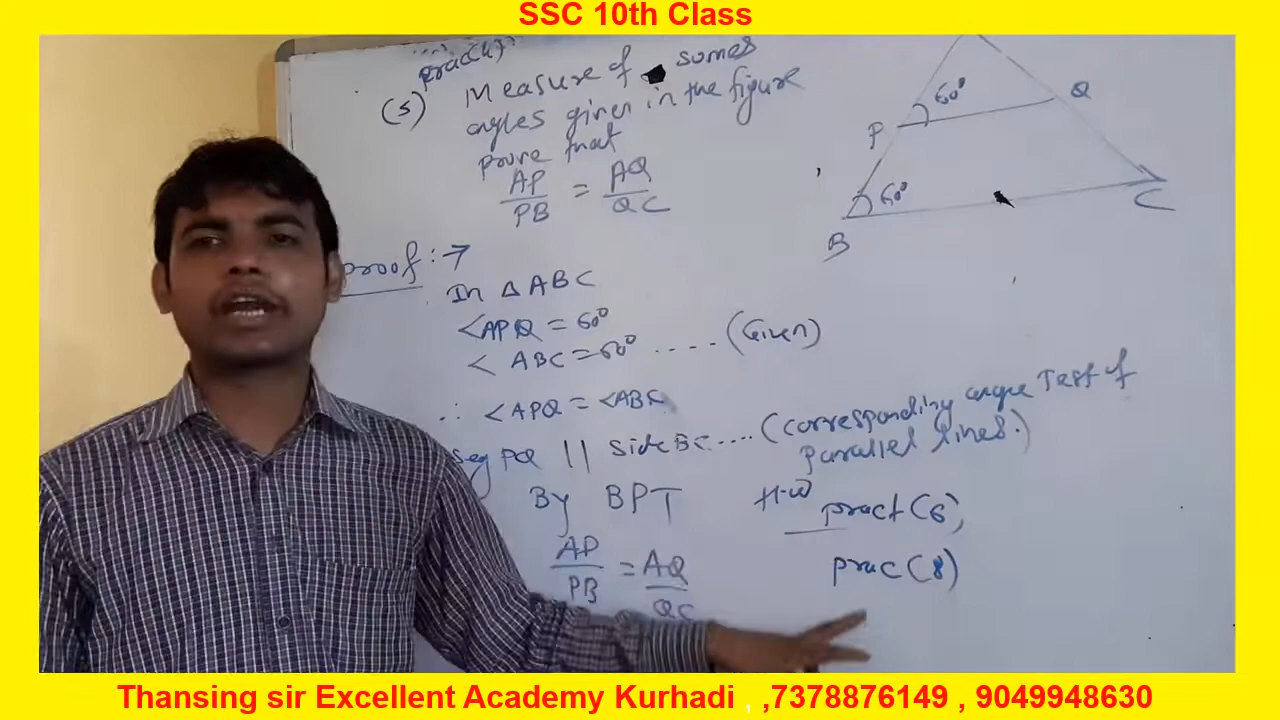 SSC 10th Class
(5) Measure of somes
angles given in the figure
prove that
AP = AQ
PB QC
A
P
60°
Q
60°
B
C
proof :→
In △ ABC
<APQ = 60°
< ABC = 60° .... (Given)
∴ <APQ = <ABC
seg PQ || side BC .... (corresponding angle Test of
parallel lines.)
By BPT
AP = AQ
PB QC
H.W pract (6),
prac (8)
Thansing sir Excellent Academy Kurhadi , ,7378876149 , 9049948630